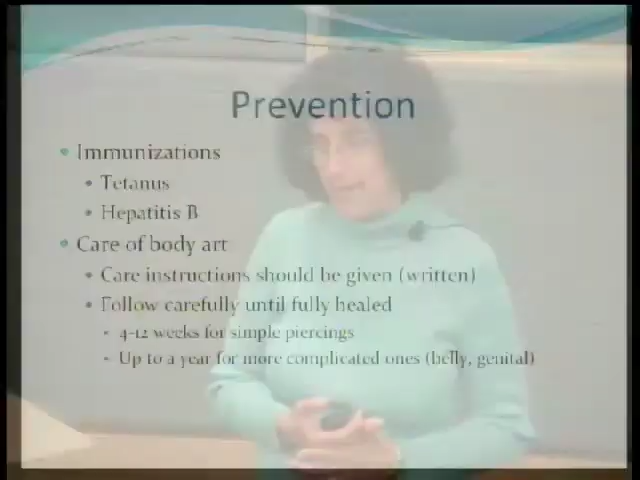 Prevention
Immunizations
Tetanus
Hepatitis B
Care of body art
Care instructions should be given (written)
Follow carefully until fully healed
4-12 weeks for simple piercings
Up to a year for more complicated ones (belly, genital)